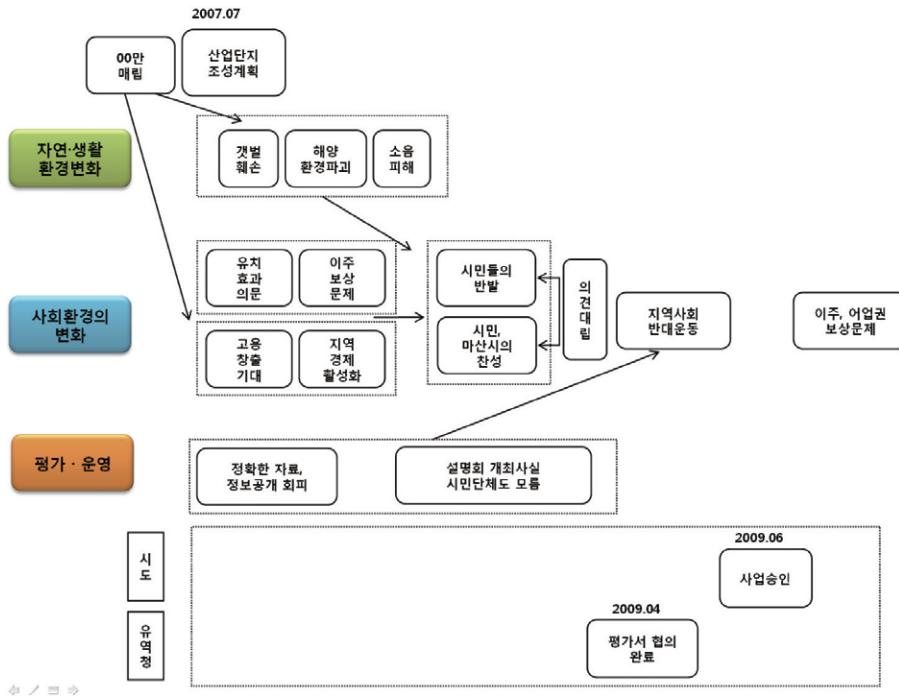 2007.07
00만
매립
산업단지
조성계획
자연·생활
환경변화
갯벌
훼손
해양
환경파괴
소음
피해
사회환경의
변화
유치
효과
의문
이주
보상
문제
고용
창출
기대
지역
경제
활성화
시민들의
반발
시민,
마산시의
찬성
의
견
대
립
지역사회
반대운동
이주, 어업권
보상문제
평가 · 운영
정확한 자료,
정보공개 회피
설명회 개최사실
시민단체도 모름
시
도
2009.06
사업승인
유
역
청
2009.04
평가서 협의
완료